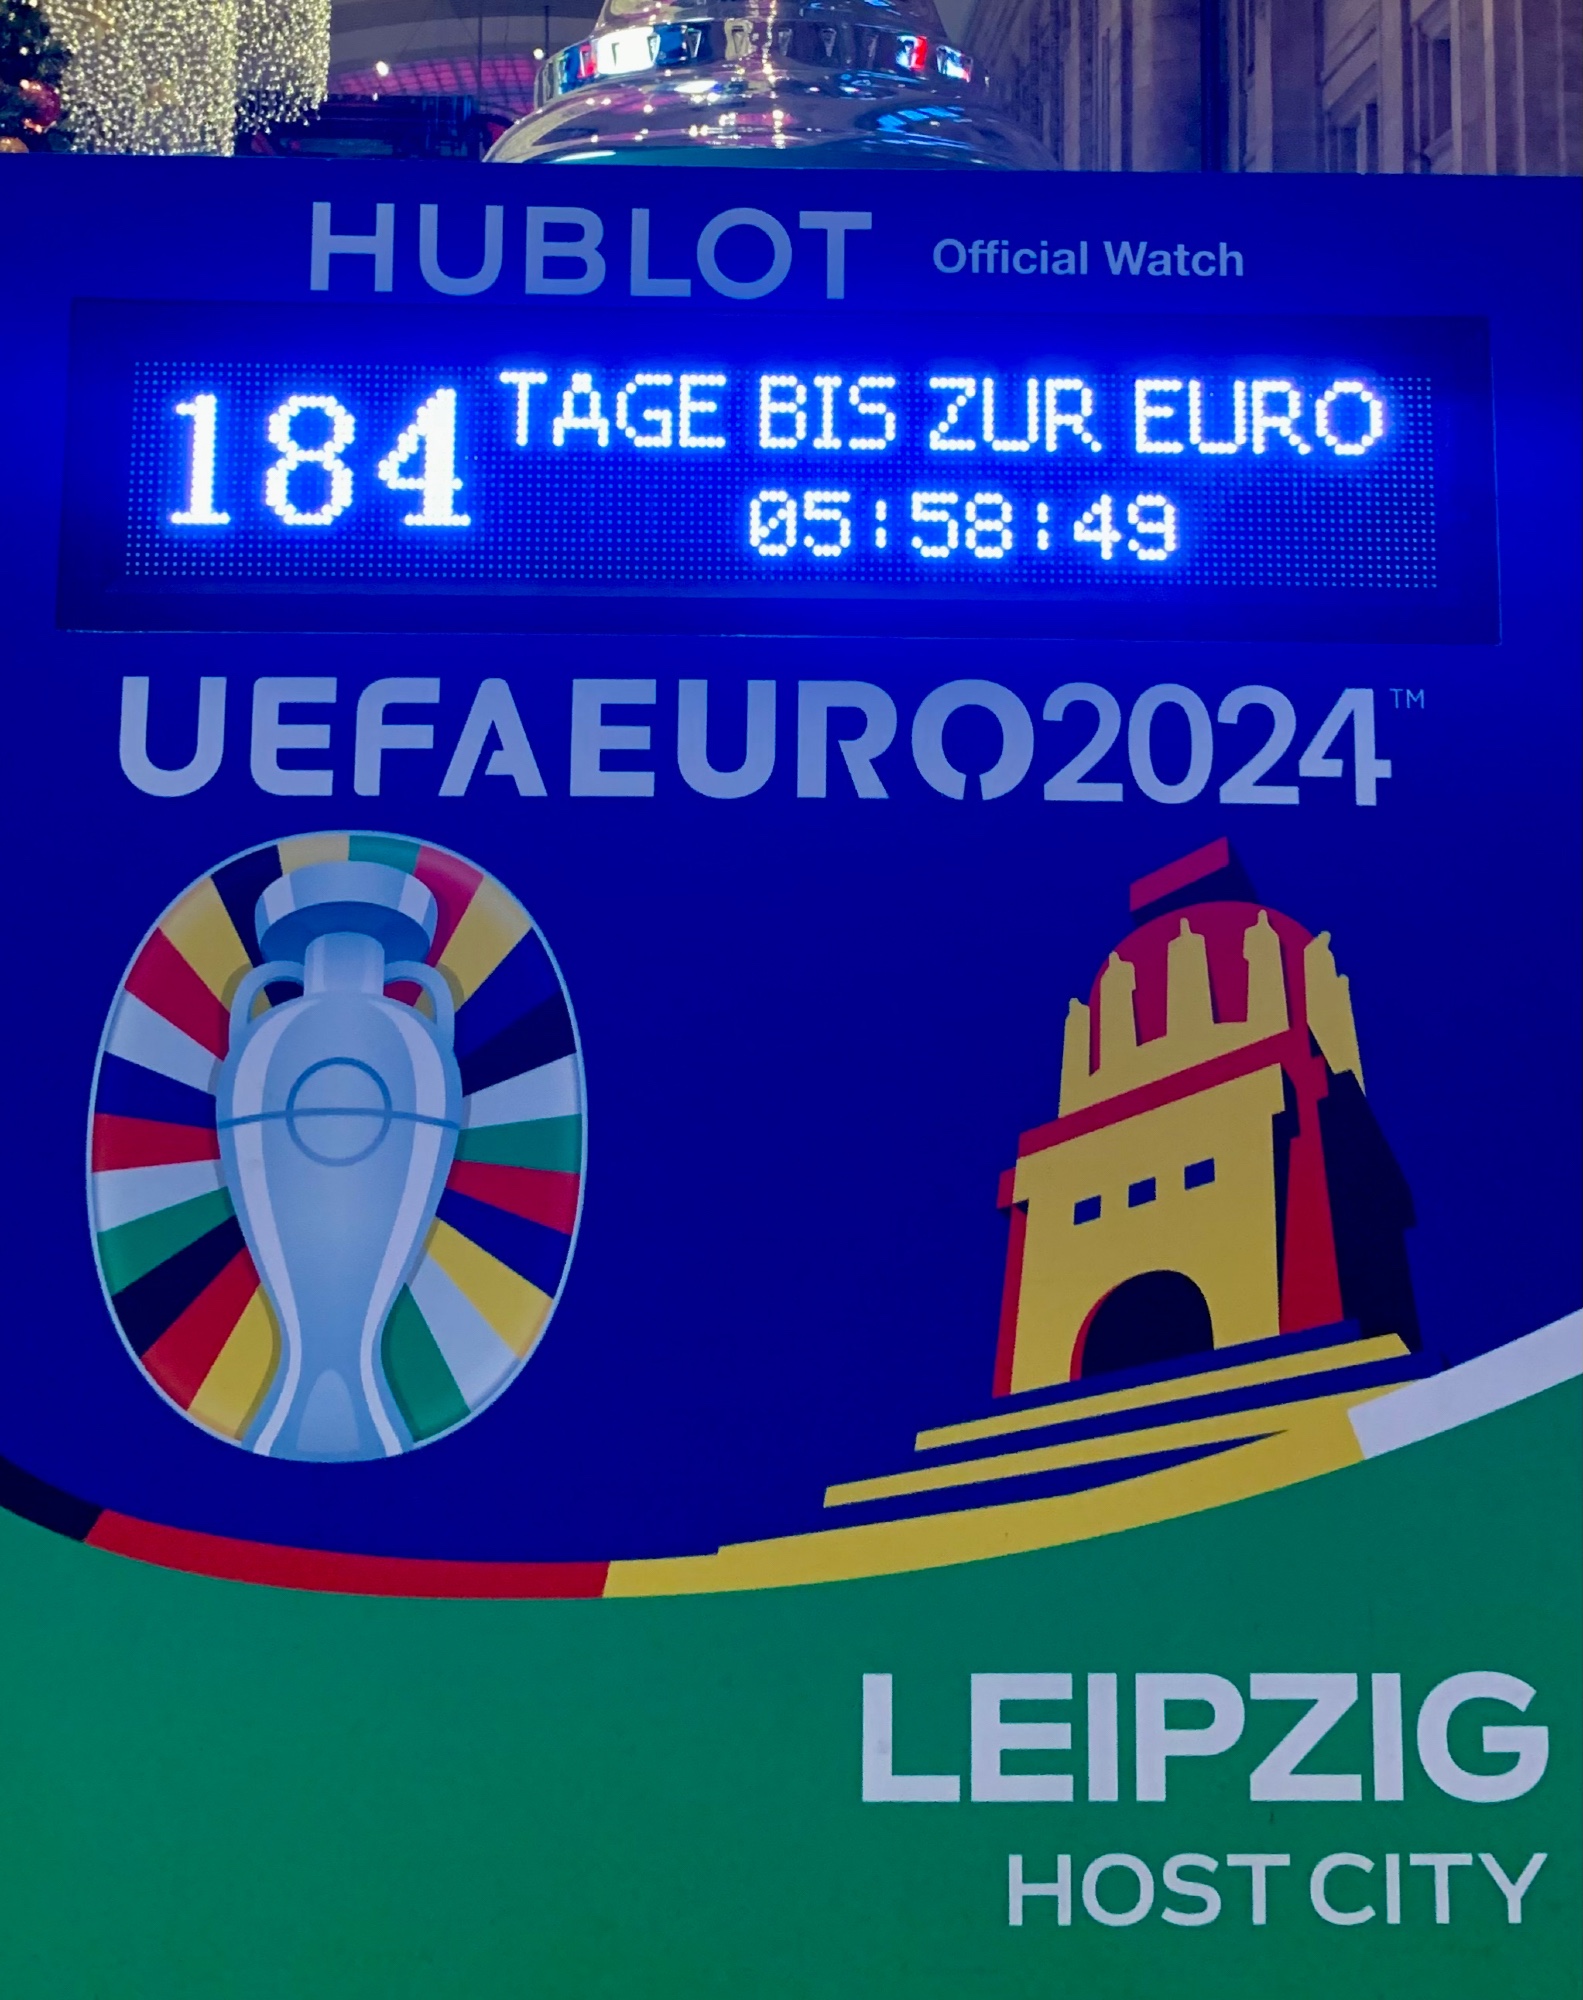 HUBLOT Official Watch
184 TAGE BIS ZUR EURO
05:58:49
UEFAEURO2024™
LEIPZIG
HOST CITY